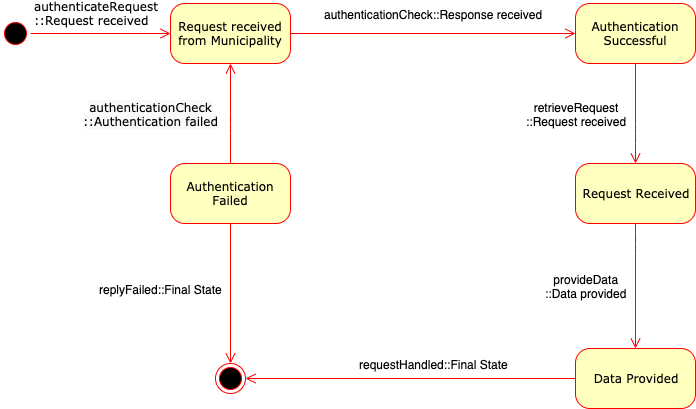 authenticateRequest
::Request received
Request received
from Municipality
authenticationCheck::Response received
Authentication
Successful
authenticationCheck
::Authentication failed
retrieveRequest
::Request received
Authentication
Failed
Request Received
replyFailed::Final State
provideData
::Data provided
requestHandled::Final State
Data Provided